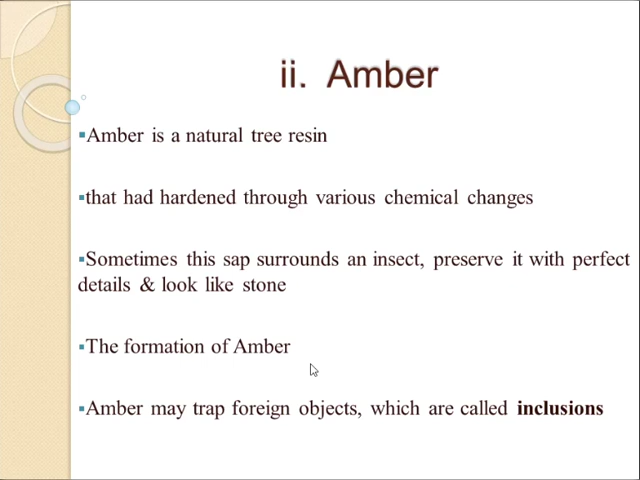 ii. Amber
▪Amber is a natural tree resin
▪that had hardened through various chemical changes
▪Sometimes this sap surrounds an insect, preserve it with perfect
details & look like stone
▪The formation of Amber
▪Amber may trap foreign objects, which are called inclusions